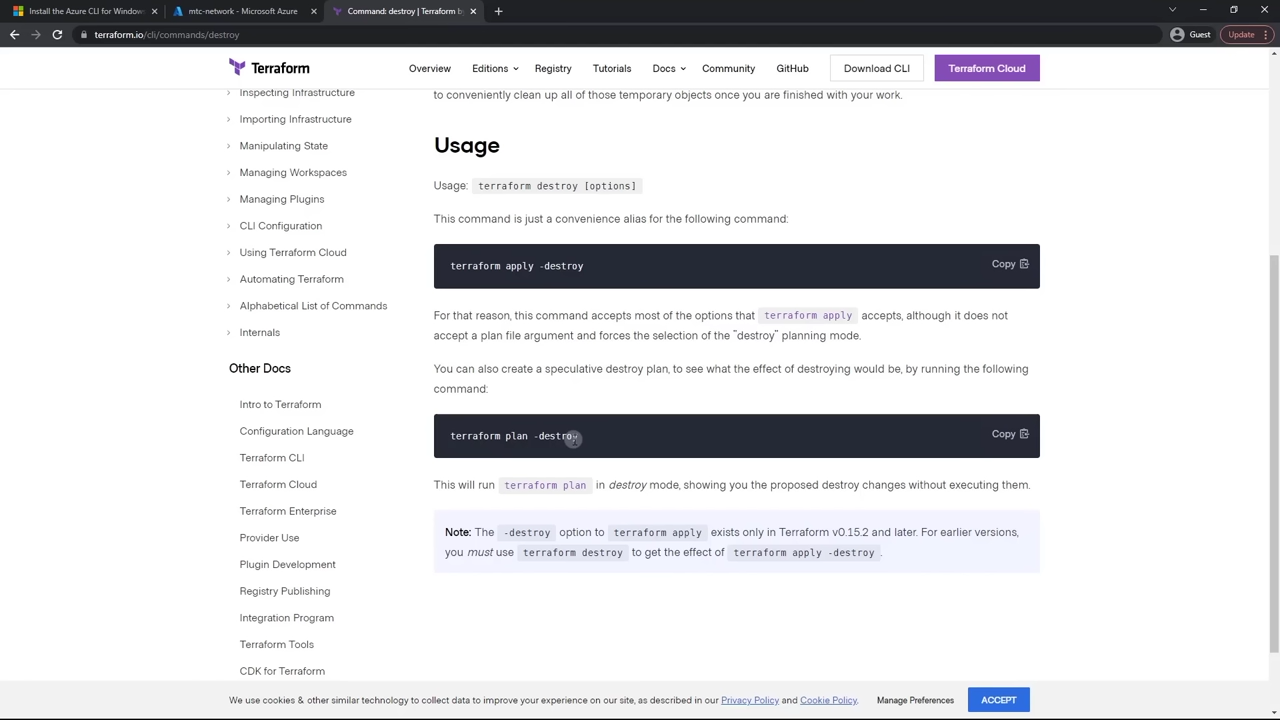 Install the Azure CLI for Window
mtc-network - Microsoft Azure
Command: destroy | Terraform b
terraform.io/cli/commands/destroy
Guest
Update
Terraform
Overview
Editions
Registry
Tutorials
Docs
Community
GitHub
Download CLI
Terraform Cloud
Inspecting Infrastructure
Importing Infrastructure
Manipulating State
Managing Workspaces
Managing Plugins
CLI Configuration
Using Terraform Cloud
Automating Terraform
Alphabetical List of Commands
Internals
Other Docs
Intro to Terraform
Configuration Language
Terraform CLI
Terraform Cloud
Terraform Enterprise
Provider Use
Plugin Development
Registry Publishing
Integration Program
Terraform Tools
CDK for Terraform
to conveniently clean up all of those temporary objects once you are finished with your work.
Usage
Usage: terraform destroy [options]
This command is just a convenience alias for the following command:
terraform apply -destroy
Copy
For that reason, this command accepts most of the options that terraform apply accepts, although it does not
accept a plan file argument and forces the selection of the "destroy" planning mode.
You can also create a speculative destroy plan, to see what the effect of destroying would be, by running the following
command:
terraform plan -destroy
Copy
This will run terraform plan in destroy mode, showing you the proposed destroy changes without executing them.
Note: The -destroy option to terraform apply exists only in Terraform v0.15.2 and later. For earlier versions,
you must use terraform destroy to get the effect of terraform apply -destroy.
We use cookies & other similar technology to collect data to improve your experience on our site, as described in our Privacy Policy and Cookie Policy.
Manage Preferences
ACCEPT